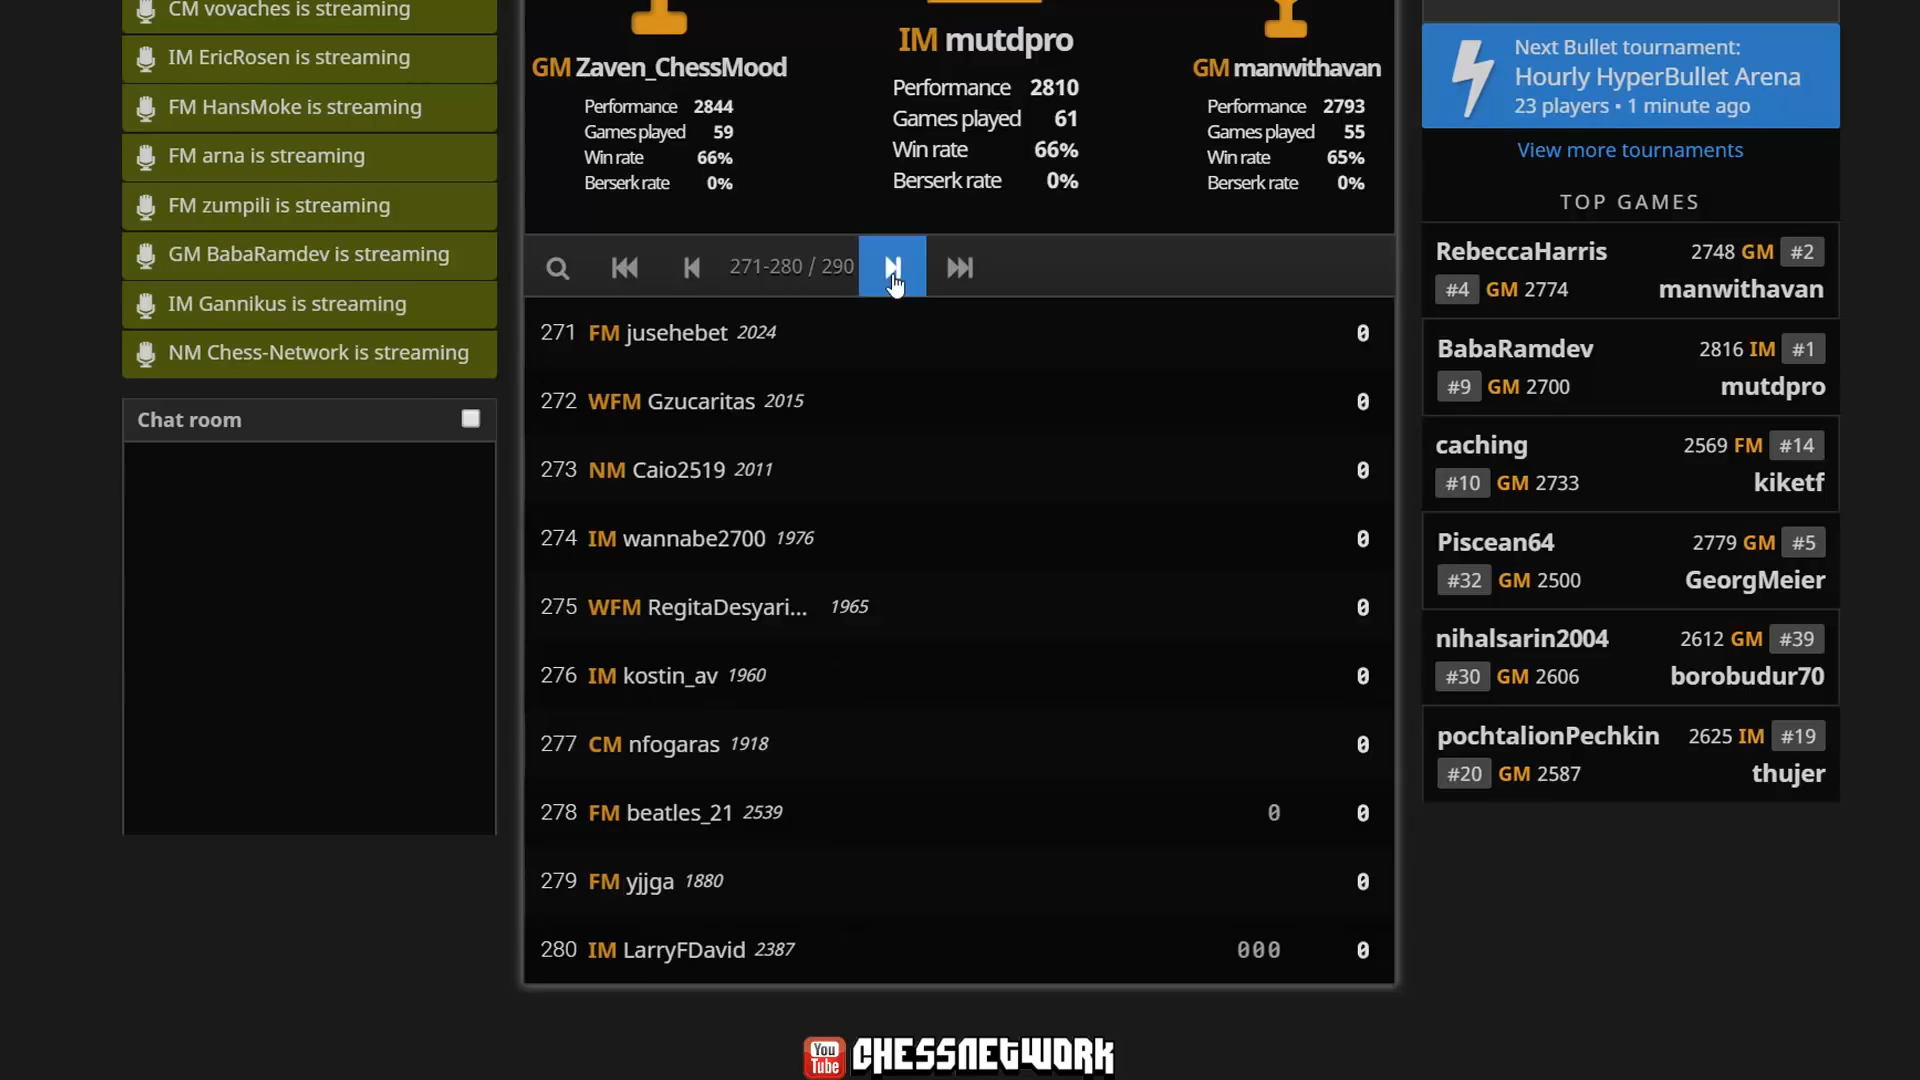 CM vovaches is streaming
IM EricRosen is streaming
FM HansMoke is streaming
FM arna is streaming
FM zumpili is streaming
GM BabaRamdev is streaming
IM Gannikus is streaming
NM Chess-Network is streaming
Chat room
GM Zaven_ChessMood
Performance 2844
Games played 59
Win rate 66%
Berserk rate 0%
IM mutdpro
Performance 2810
Games played 61
Win rate 66%
Berserk rate 0%
GM manwithavan
Performance 2793
Games played 55
Win rate 65%
Berserk rate 0%
271-280 / 290
271 FM jusehebet 2024 0
272 WFM Gzucaritas 2015 0
273 NM Caio2519 2011 0
274 IM wannabe2700 1976 0
275 WFM RegitaDesyari... 1965 0
276 IM kostin_av 1960 0
277 CM nfogaras 1918 0
278 FM beatles_21 2539 0 0
279 FM yjjga 1880 0
280 IM LarryFDavid 2387 000 0
Next Bullet tournament:
Hourly HyperBullet Arena
23 players • 1 minute ago
View more tournaments
TOP GAMES
RebeccaHarris 2748 GM #2
#4 GM 2774 manwithavan
BabaRamdev 2816 IM #1
#9 GM 2700 mutdpro
caching 2569 FM #14
#10 GM 2733 kiketf
Piscean64 2779 GM #5
#32 GM 2500 GeorgMeier
nihalsarin2004 2612 GM #39
#30 GM 2606 borobudur70
pochtalionPechkin 2625 IM #19
#20 GM 2587 thujer
You Tube CHESSNETWORK